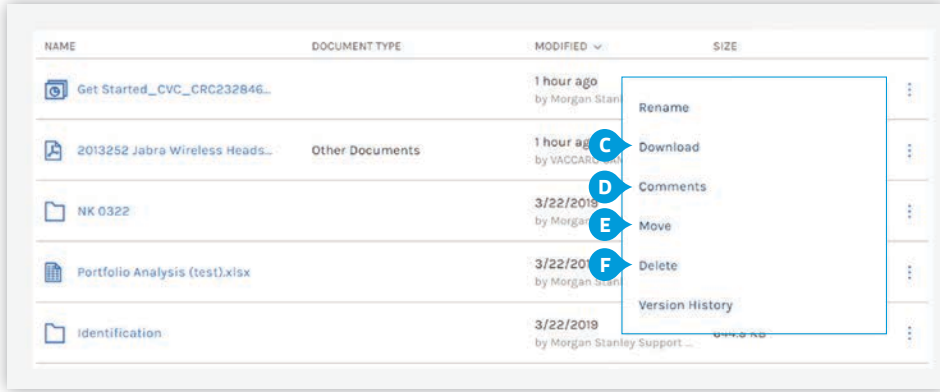 NAME DOCUMENT TYPE MODIFIED SIZE
Get Started_CVC_CRC232846...
1 hour ago
by Morgan Stanl
Rename
2013252 Jabra Wireless Heads...
Other Documents
1 hour ag
by VACCARO
C Download
D Comments
NK 0322
3/22/2019
by Morgan
E Move
Portfolio Analysis (test).xlsx
3/22/201
by Morgan Stanl
F Delete
Version History
Identification
3/22/2019
by Morgan Stanley Support ...